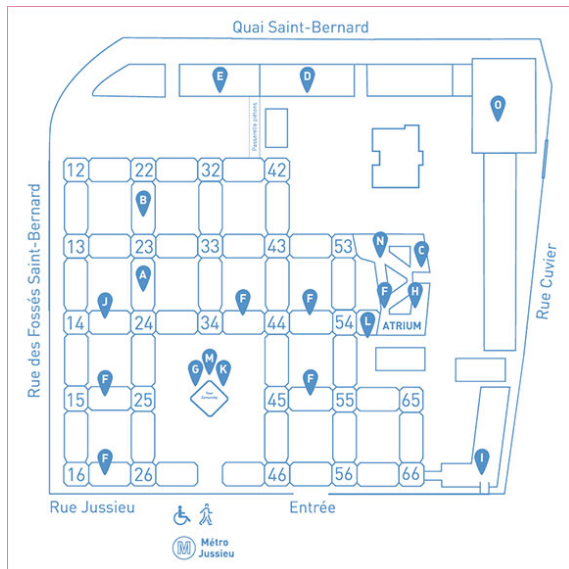 Quai Saint-Bernard
E
D
O
Passerelle piétons
12
22
32
42
B
13
23
33
43
53
N
C
A
J
F
F
F
H
14
24
34
44
54
L
ATRIUM
Rue des Fossés Saint-Bernard
Rue Cuvier
G
M
K
F
F
Tour
Zamansky
15
25
45
55
65
F
I
16
26
46
56
66
Rue Jussieu
Entrée
M
Métro
Jussieu